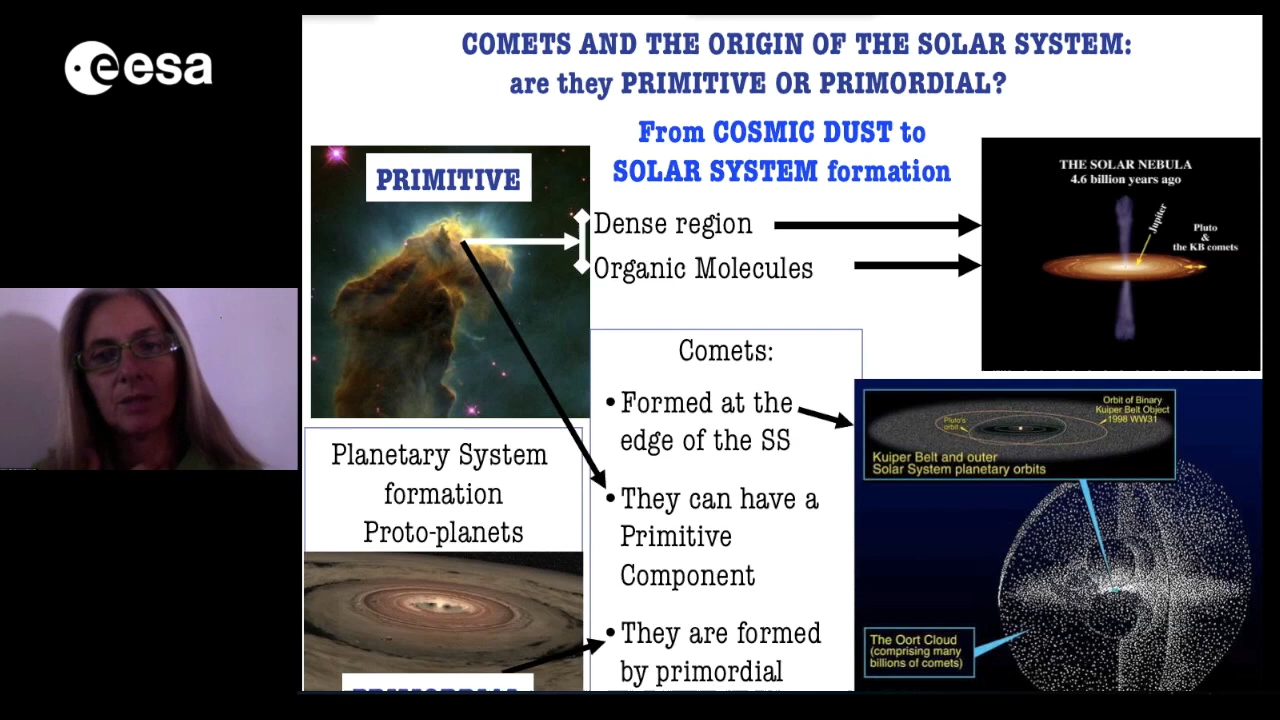 eesa
COMETS AND THE ORIGIN OF THE SOLAR SYSTEM:
are they PRIMITIVE OR PRIMORDIAL?
From COSMIC DUST to
SOLAR SYSTEM formation
PRIMITIVE
Dense region
Organic Molecules
THE SOLAR NEBULA
4.6 billion years ago
Jupiter
Pluto
&
the KB comets
Comets:
• Formed at the
edge of the SS
• They can have a
Primitive
Component
• They are formed
by primordial
Planetary System
formation
Proto-planets
PRIMORDIAL
Orbit of Binary
Kuiper Belt Object
1998 WW31
Pluto's
orbit
Kuiper Belt and outer
Solar System planetary orbits
The Oort Cloud
(comprising many
billions of comets)